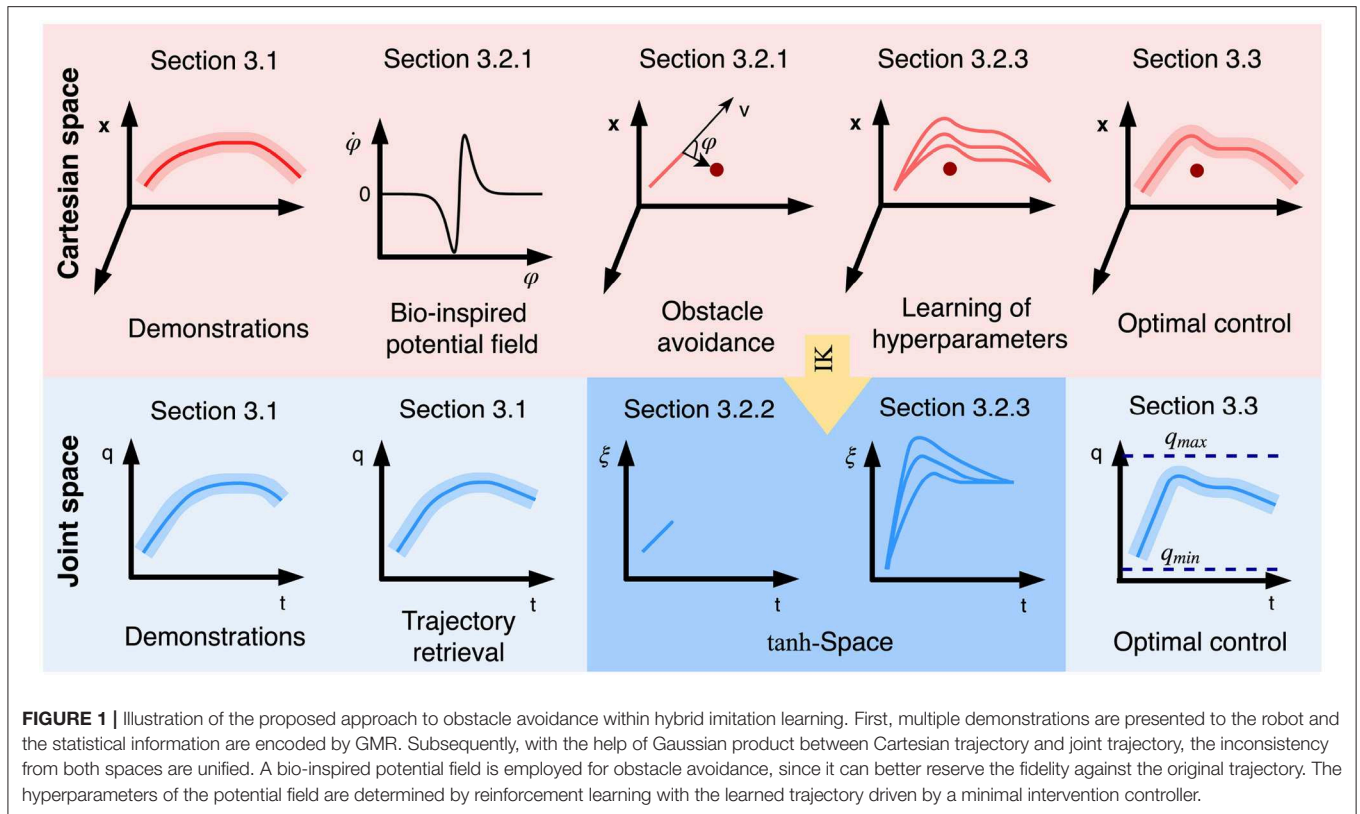 Section 3.1
Section 3.2.1
Section 3.2.1
Section 3.2.3
Section 3.3
Cartesian space
x
φ̇
0
φ
x
v
φ
x
x
Demonstrations
Bio-inspired
potential field
Obstacle
avoidance
Learning of
hyperparameters
Optimal control
IK
Section 3.1
Section 3.1
Section 3.2.2
Section 3.2.3
Section 3.3
Joint space
q
t
q
t
ξ
t
ξ
t
q
qmax
qmin
t
Demonstrations
Trajectory
retrieval
tanh-Space
Optimal control
FIGURE 1 | Illustration of the proposed approach to obstacle avoidance within hybrid imitation learning. First, multiple demonstrations are presented to the robot and
the statistical information are encoded by GMR. Subsequently, with the help of Gaussian product between Cartesian trajectory and joint trajectory, the inconsistency
from both spaces are unified. A bio-inspired potential field is employed for obstacle avoidance, since it can better reserve the fidelity against the original trajectory. The
hyperparameters of the potential field are determined by reinforcement learning with the learned trajectory driven by a minimal intervention controller.